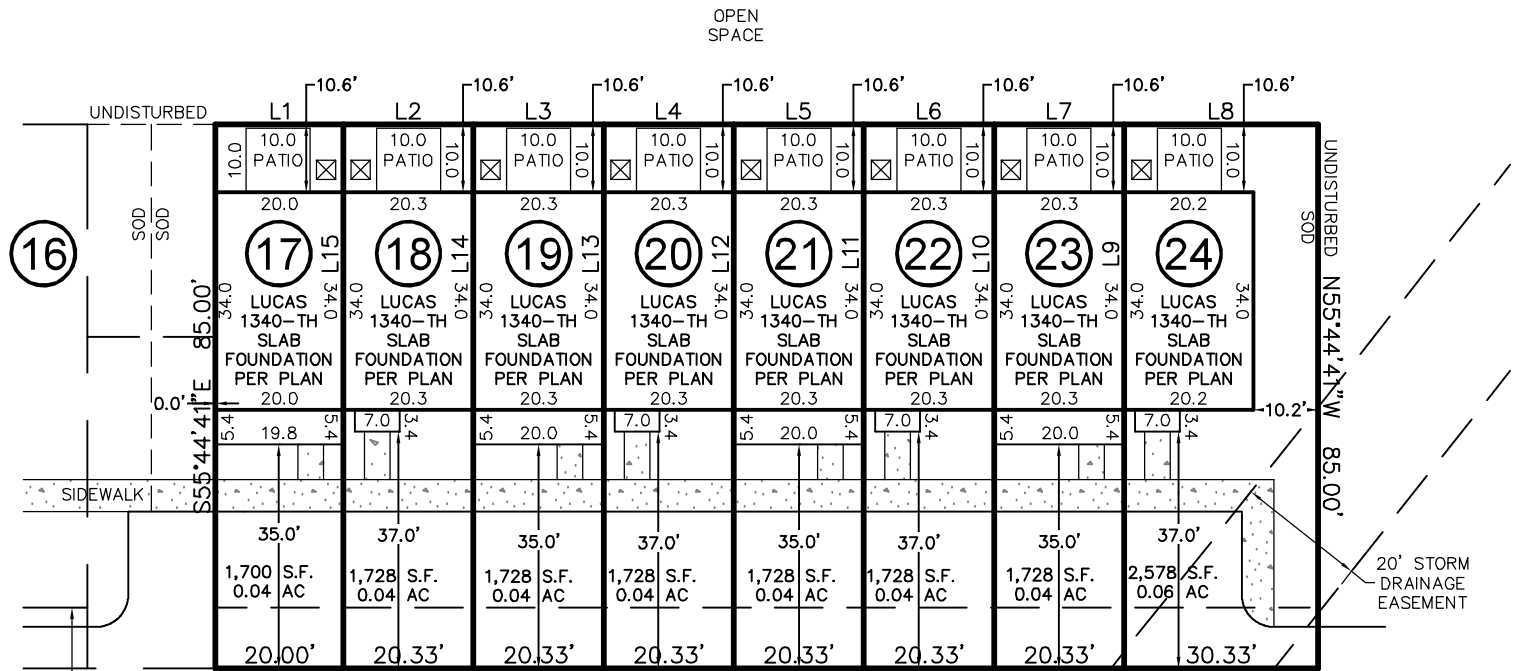 OPEN
SPACE
10.6' 10.6' 10.6' 10.6' 10.6' 10.6' 10.6' 10.6'
UNDISTURBED L1 L2 L3 L4 L5 L6 L7 L8
10.0 10.0 10.0 10.0 10.0 10.0 10.0 10.0
PATIO PATIO PATIO PATIO PATIO PATIO PATIO PATIO
10.0 10.0 10.0 10.0 10.0 10.0 10.0 10.0
UNDISTURBED
SOD
SOD
SOD
20.0 20.3 20.3 20.3 20.3 20.3 20.3 20.2
16 17 18 19 20 21 22 23 24
L15 L14 L13 L12 L11 L10 L9
34.0 34.0 34.0 34.0 34.0 34.0 34.0 34.0
34.0 34.0 34.0 34.0 34.0 34.0 34.0 34.0
LUCAS LUCAS LUCAS LUCAS LUCAS LUCAS LUCAS LUCAS
1340-TH 1340-TH 1340-TH 1340-TH 1340-TH 1340-TH 1340-TH 1340-TH
SLAB SLAB SLAB SLAB SLAB SLAB SLAB SLAB
FOUNDATION FOUNDATION FOUNDATION FOUNDATION FOUNDATION FOUNDATION FOUNDATION FOUNDATION
PER PLAN PER PLAN PER PLAN PER PLAN PER PLAN PER PLAN PER PLAN PER PLAN
S55°44'41"E 85.00'
N55°44'41"W 85.00'
20.0 20.3 20.3 20.3 20.3 20.3 20.3 20.2
0.0' 10.2'
5.4 5.4 7.0 3.4 5.4 5.4 7.0 3.4 5.4 5.4 7.0 3.4 5.4 5.4 7.0 3.4
19.8 20.0 20.0 20.0
SIDEWALK
35.0' 37.0' 35.0' 37.0' 35.0' 37.0' 35.0' 37.0'
1,700 S.F. 1,728 S.F. 1,728 S.F. 1,728 S.F. 1,728 S.F. 1,728 S.F. 1,728 S.F. 2,578 S.F.
0.04 AC 0.04 AC 0.04 AC 0.04 AC 0.04 AC 0.04 AC 0.04 AC 0.06 AC
20' STORM
DRAINAGE
EASEMENT
20.00' 20.33' 20.33' 20.33' 20.33' 20.33' 20.33' 30.33'